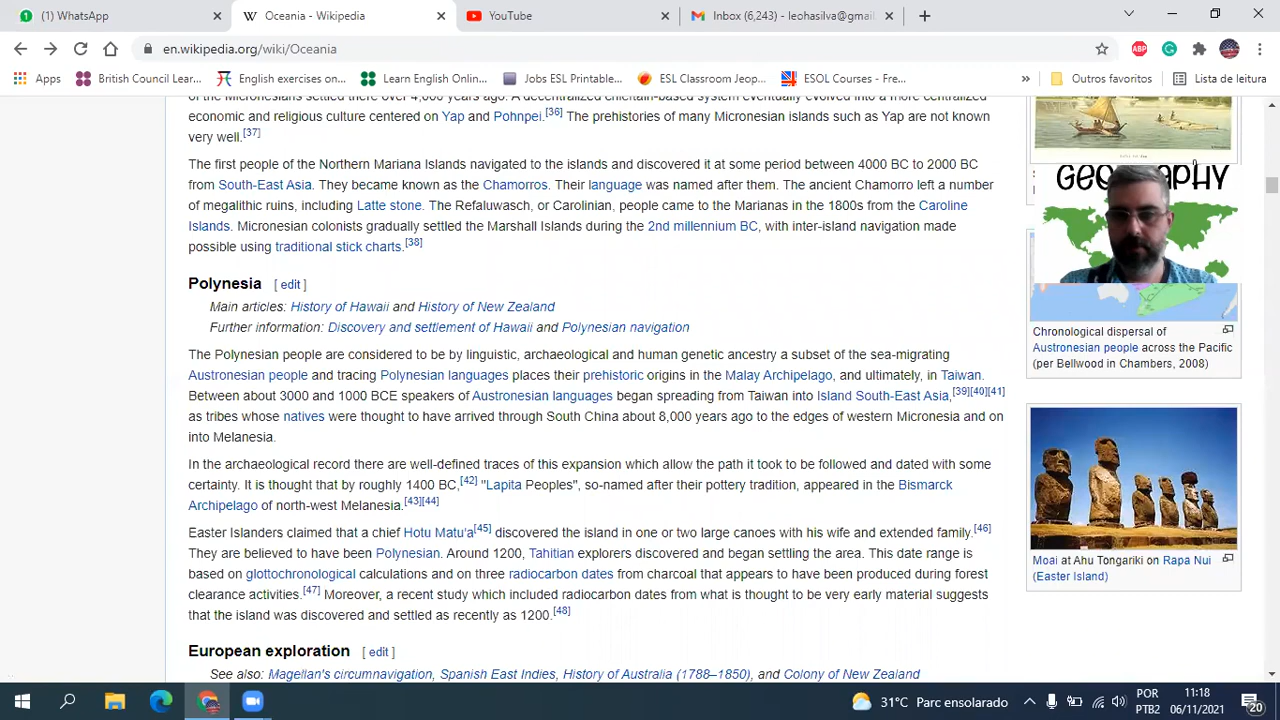 (1) WhatsApp
Oceania - Wikipedia
YouTube
Inbox (6,243) - leohasilva@gmail.
en.wikipedia.org/wiki/Oceania
ABP
Apps
British Council Lear...
English exercises on...
Learn English Onlin...
Jobs ESL Printable...
ESL Classroom Jeop...
ESOL Courses - Fre...
»
Outros favoritos
Lista de leitura
of the Micronesians settled there over 4,000 years ago. A decentralized chieftain-based system eventually evolved into a more centralized
economic and religious culture centered on Yap and Pohnpei.[36] The prehistories of many Micronesian islands such as Yap are not known
very well.[37]
The first people of the Northern Mariana Islands navigated to the islands and discovered it at some period between 4000 BC to 2000 BC
from South-East Asia. They became known as the Chamorros. Their language was named after them. The ancient Chamorro left a number
of megalithic ruins, including Latte stone. The Refaluwasch, or Carolinian, people came to the Marianas in the 1800s from the Caroline
Islands. Micronesian colonists gradually settled the Marshall Islands during the 2nd millennium BC, with inter-island navigation made
possible using traditional stick charts.[38]
Polynesia [ edit ]
Main articles: History of Hawaii and History of New Zealand
Further information: Discovery and settlement of Hawaii and Polynesian navigation
The Polynesian people are considered to be by linguistic, archaeological and human genetic ancestry a subset of the sea-migrating
Austronesian people and tracing Polynesian languages places their prehistoric origins in the Malay Archipelago, and ultimately, in Taiwan.
Between about 3000 and 1000 BCE speakers of Austronesian languages began spreading from Taiwan into Island South-East Asia,[39][40][41]
as tribes whose natives were thought to have arrived through South China about 8,000 years ago to the edges of western Micronesia and on
into Melanesia.
In the archaeological record there are well-defined traces of this expansion which allow the path it took to be followed and dated with some
certainty. It is thought that by roughly 1400 BC,[42] "Lapita Peoples", so-named after their pottery tradition, appeared in the Bismarck
Archipelago of north-west Melanesia.[43][44]
Easter Islanders claimed that a chief Hotu Matu'a[45] discovered the island in one or two large canoes with his wife and extended family.[46]
They are believed to have been Polynesian. Around 1200, Tahitian explorers discovered and began settling the area. This date range is
based on glottochronological calculations and on three radiocarbon dates from charcoal that appears to have been produced during forest
clearance activities.[47] Moreover, a recent study which included radiocarbon dates from what is thought to be very early material suggests
that the island was discovered and settled as recently as 1200.[48]
European exploration [ edit ]
See also: Magellan's circumnavigation, Spanish East Indies, History of Australia (1788–1850), and Colony of New Zealand
GEOGRAPHY
Chronological dispersal of
Austronesian people across the Pacific
(per Bellwood in Chambers, 2008)
Moai at Ahu Tongariki on Rapa Nui
(Easter Island)
31°C Parc ensolarado
POR
PTB2
11:18
06/11/2021
20